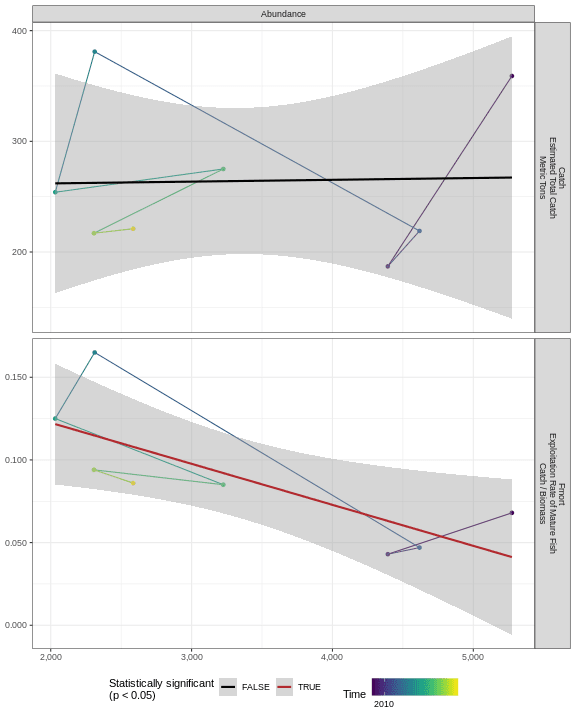 Abundance
400
300
200
Catch
Estimated Total Catch
Metric Tons
0.150
0.100
0.050
0.000
Fmort
Exploitation Rate of Mature Fish
Catch / Biomass
2,000
3,000
4,000
5,000
Statistically significant
(p < 0.05)
FALSE
TRUE
Time
2010